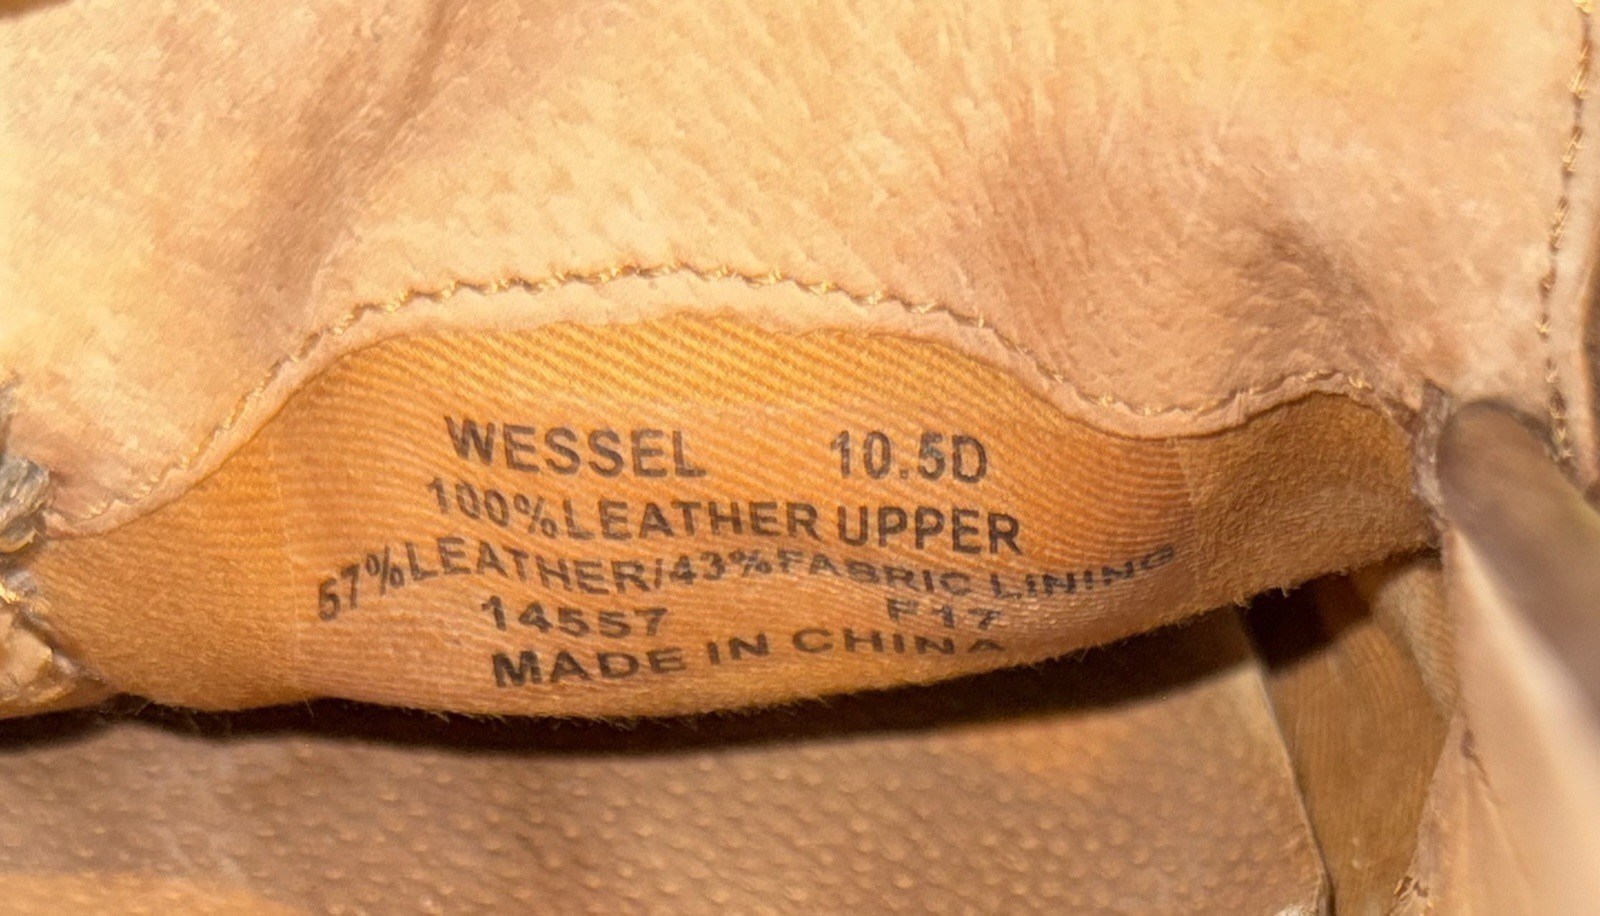 WESSEL 10.5D
100%LEATHER UPPER
57%LEATHER/43%FABRIC LINING
14557 F17
MADE IN CHINA